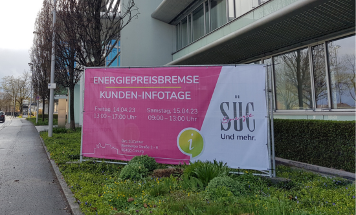 ENERGIEPREISBREMSE
KUNDEN-INFOTAGE
Freitag, 14.04.23
11:00 - 17:00 Uhr
Samstag, 15.04.23
09:00 - 13:00 Uhr
SÜC
Und mehr.
i